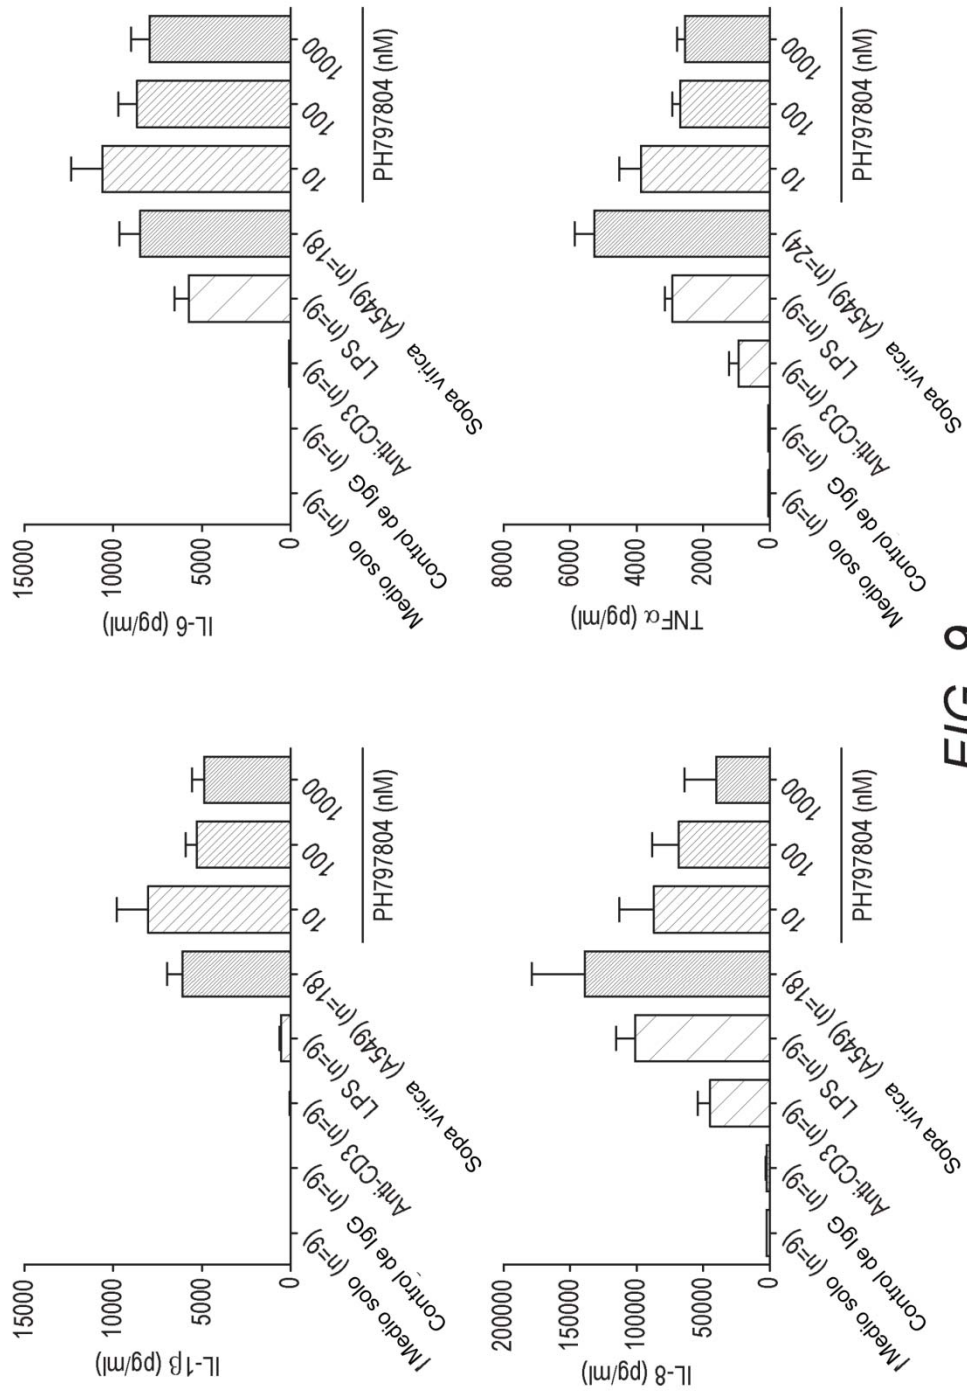 IL-1β (pg/ml)
15000
10000
5000
0
Medio solo (n=9)
Control de IgG (n=9)
Anti-CD3 (n=9)
LPS (n=9)
Sopa vírica (A549) (n=18)
10
100
1000
PH797804 (nM)
IL-6 (pg/ml)
15000
10000
5000
0
Medio solo (n=9)
Control de IgG (n=9)
Anti-CD3 (n=9)
LPS (n=9)
Sopa vírica (A549) (n=18)
10
100
1000
PH797804 (nM)
IL-8 (pg/ml)
200000
150000
100000
50000
0
Medio solo (n=9)
Control de IgG (n=9)
Anti-CD3 (n=9)
LPS (n=9)
Sopa vírica (A549) (n=18)
10
100
1000
PH797804 (nM)
TNFα (pg/ml)
8000
6000
4000
2000
0
Medio solo (n=9)
Control de IgG (n=9)
Anti-CD3 (n=9)
LPS (n=9)
Sopa vírica (A549) (n=24)
10
100
1000
PH797804 (nM)
FIG. 9